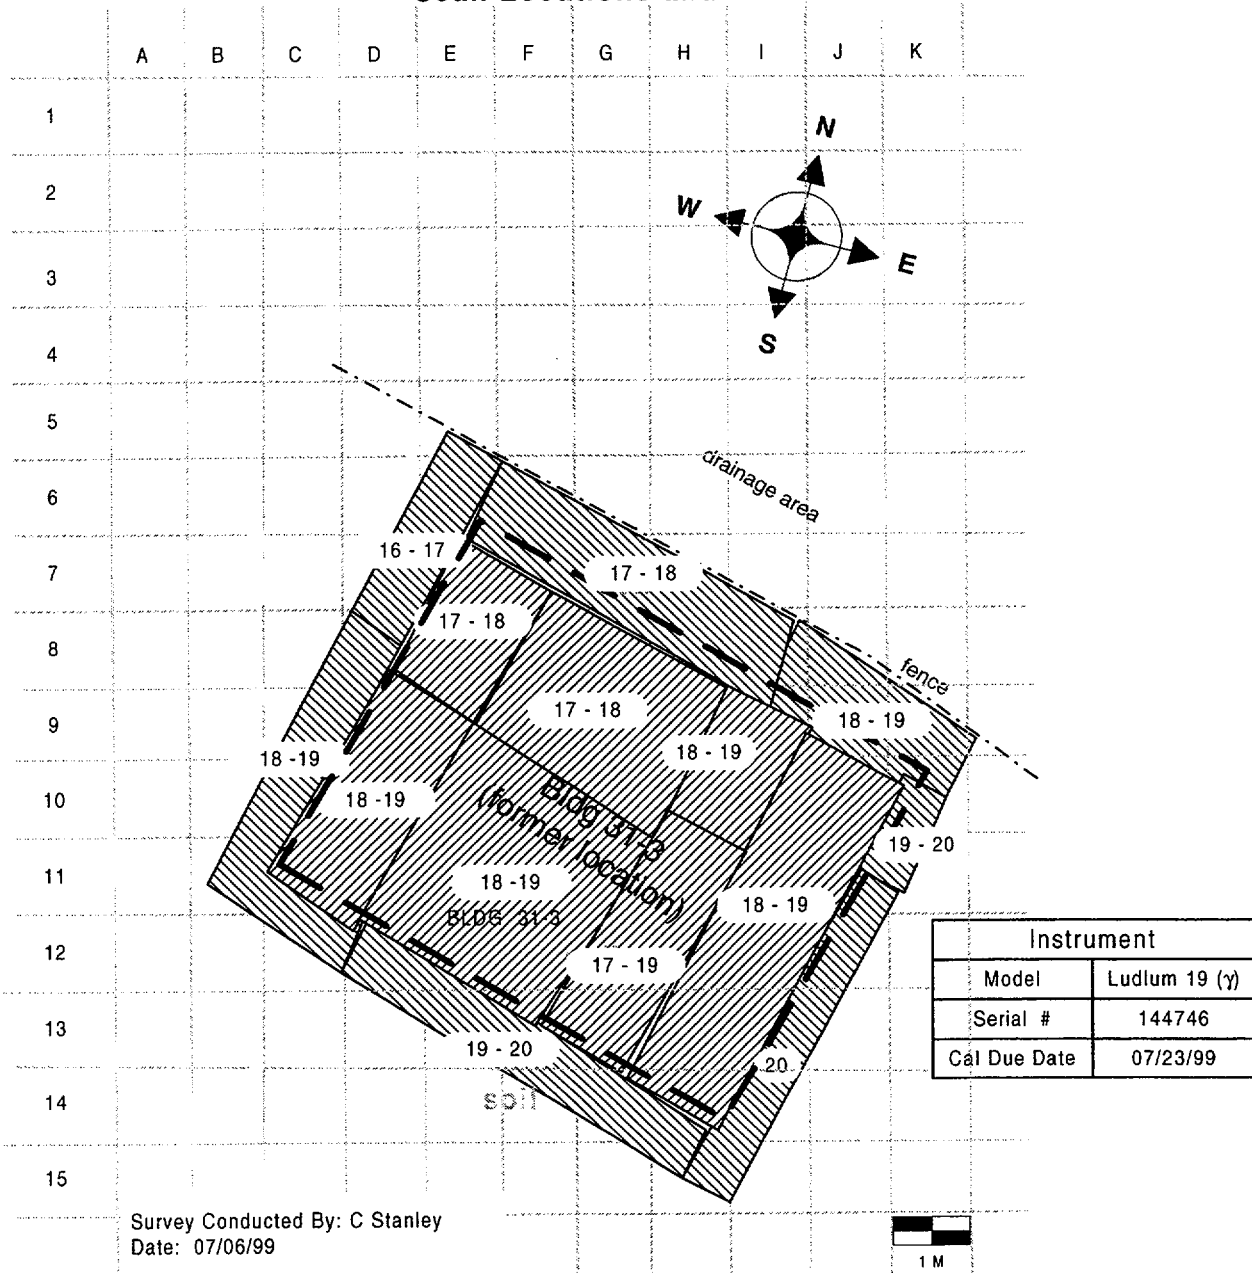 A B C D E F G H I J K
1
N
2
W
E
3
S
4
5
drainage area
6
16 - 17
7
17 - 18
17 - 18
8
fence
17 - 18
9
18 - 19
18 - 19
18 -19
10
18 -19
Bldg 31-3
(former location)
19 - 20
11
18 -19
18 - 19
BLDG 31-3
12
17 - 19
Instrument
Model Ludlum 19 (γ)
Serial # 144746
Cal Due Date 07/23/99
13
19 - 20
20
14
15
Survey Conducted By: C Stanley
Date: 07/06/99
1 M